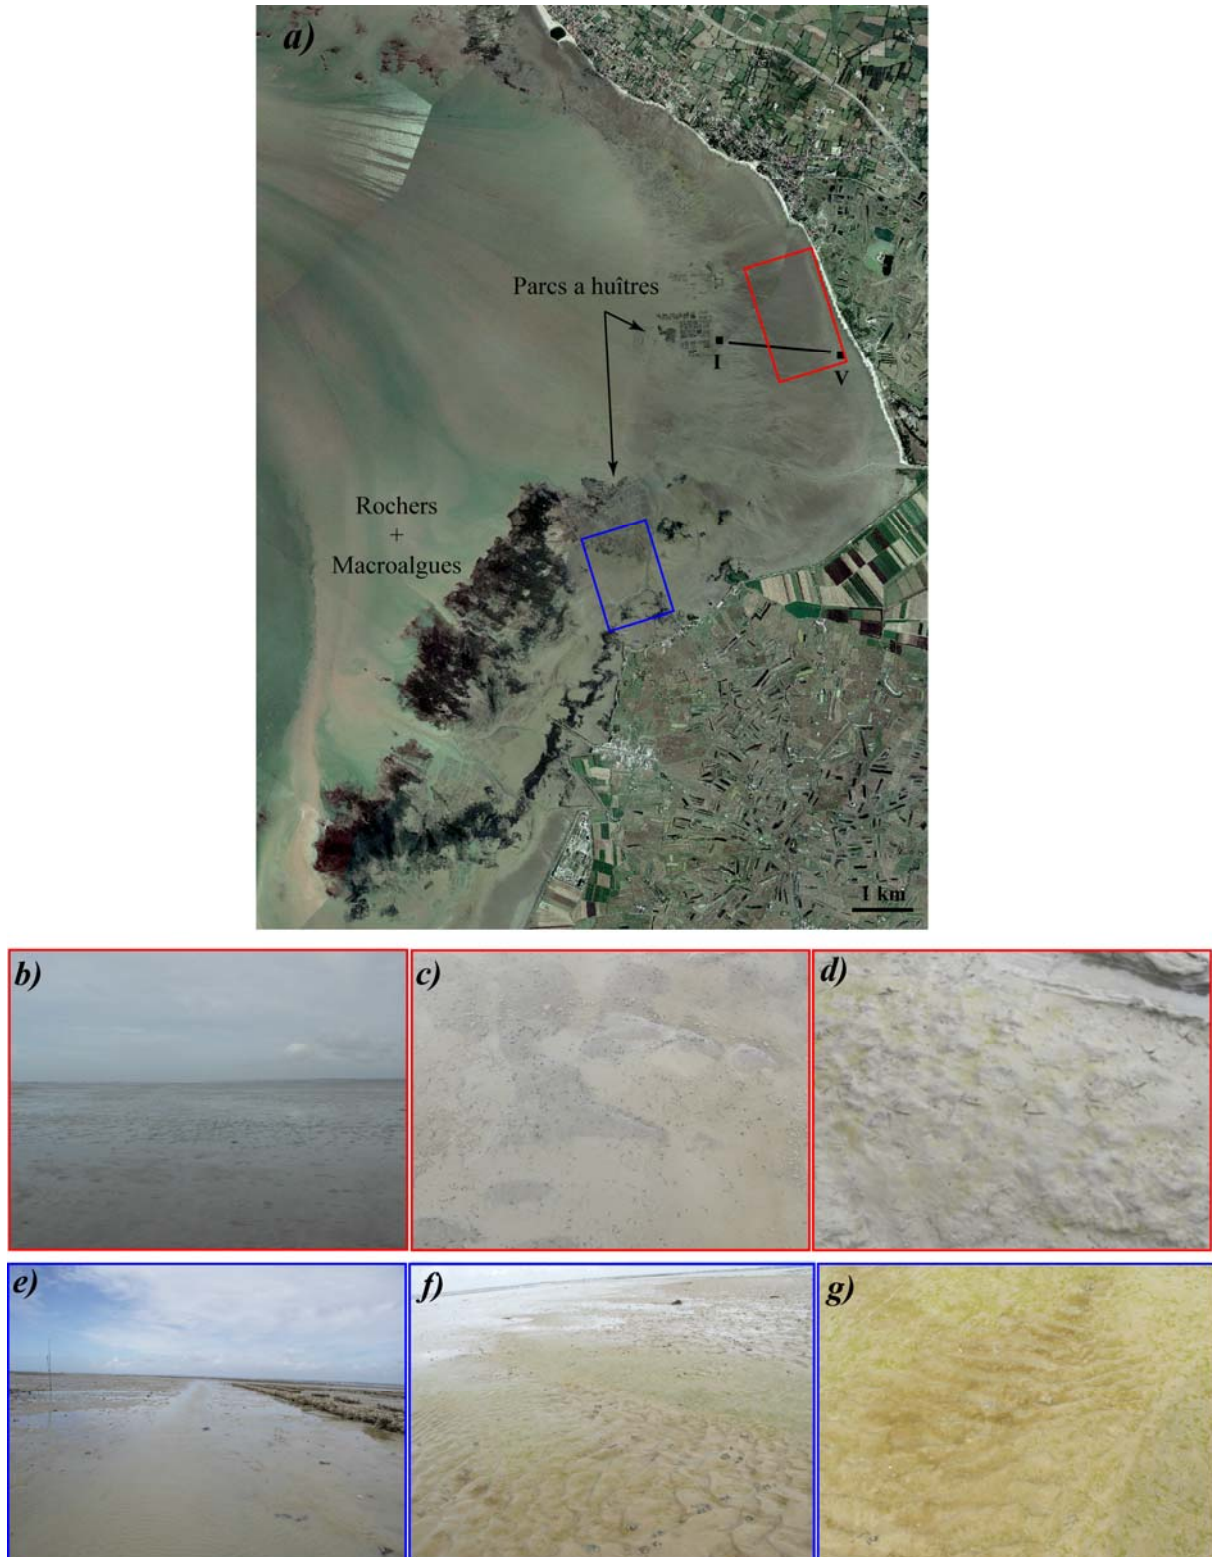 a)
Parcs a huîtres
I
V
Rochers
+
Macroalgues
1 km
b)
c)
d)
e)
f)
g)